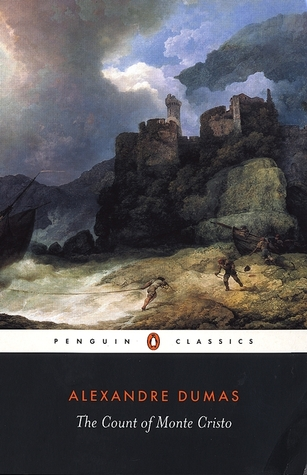 PENGUIN CLASSICS
ALEXANDRE DUMAS
The Count of Monte Cristo